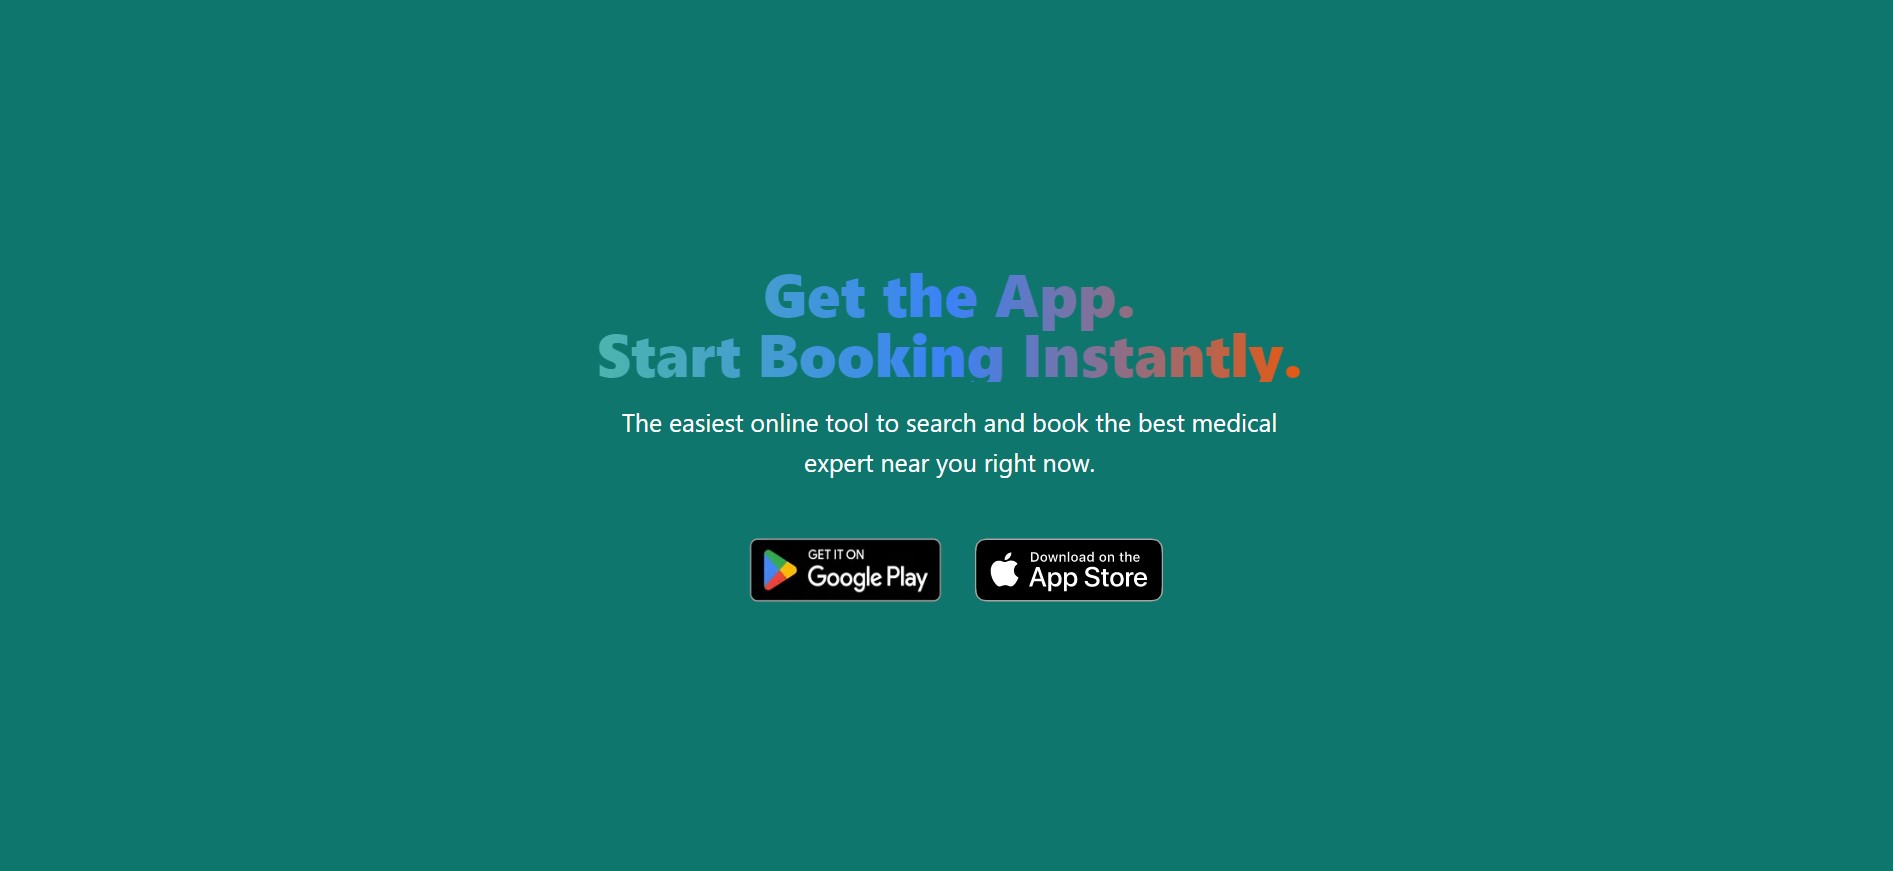 Get the App.
Start Booking Instantly.
The easiest online tool to search and book the best medical
expert near you right now.
GET IT ON
Google Play
Download on the
App Store